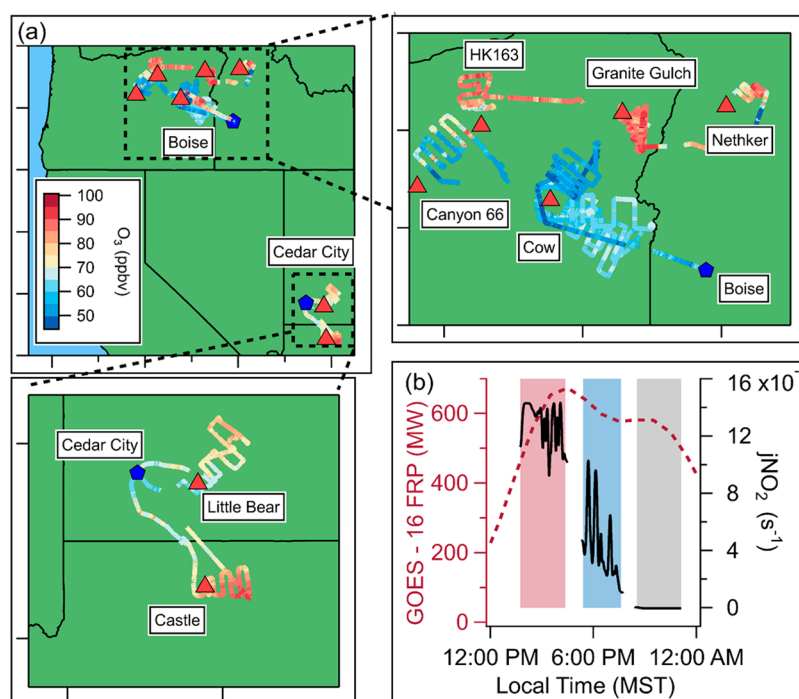 (a)
Boise
100
90
80
70
60
50
O₃ (ppbv)
Cedar City
HK163
Granite Gulch
Nethker
Canyon 66
Cow
Boise
Cedar City
Little Bear
Castle
(b)
600
400
200
0
GOES - 16 FRP (MW)
16 x10⁻
12
8
4
0
jNO₂ (s⁻¹)
12:00 PM
6:00 PM
12:00 AM
Local Time (MST)